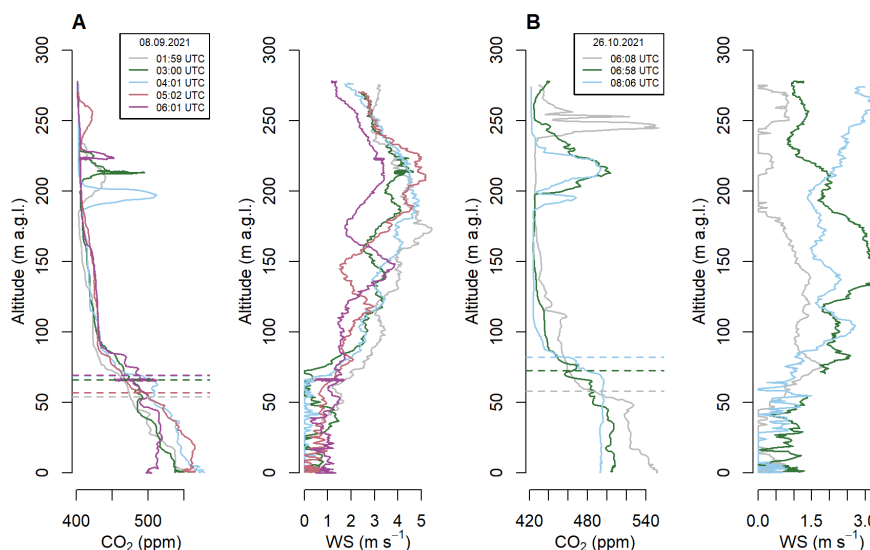 A
B
08.09.2021
01:59 UTC
03:00 UTC
04:01 UTC
05:02 UTC
06:01 UTC
26.10.2021
06:08 UTC
06:58 UTC
08:06 UTC
Altitude (m a.g.l.)
0 50 100 150 200 250 300
400 500
CO₂ (ppm)
Altitude (m a.g.l.)
0 50 100 150 200 250 300
0 1 2 3 4 5
WS (m s⁻¹)
Altitude (m a.g.l.)
0 50 100 150 200 250 300
420 480 540
CO₂ (ppm)
Altitude (m a.g.l.)
0 50 100 150 200 250 300
0.0 1.5 3.0
WS (m s⁻¹)